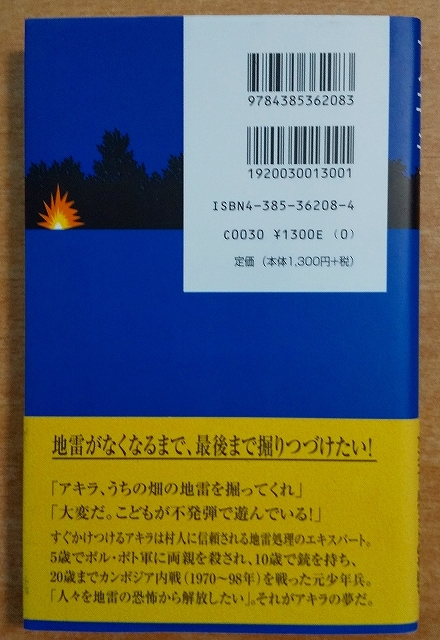 9784385362083
1920030013001
ISBN4-385-36208-4
C0030 ¥1300E (0)
定価（本体1,300円+税）
地雷がなくなるまで、最後まで掘りつづけたい！
「アキラ、うちの畑の地雷を掘ってくれ」
「大変だ。こどもが不発弾で遊んでいる！」
すぐかけつけるアキラは村人に信頼される地雷処理のエキスパート。
5歳でポル・ポト軍に両親を殺され、10歳で銃を持ち、
20歳までカンボジア内戦（1970〜98年）を戦った元少年兵。
「人々を地雷の恐怖から解放したい」。それがアキラの夢だ。